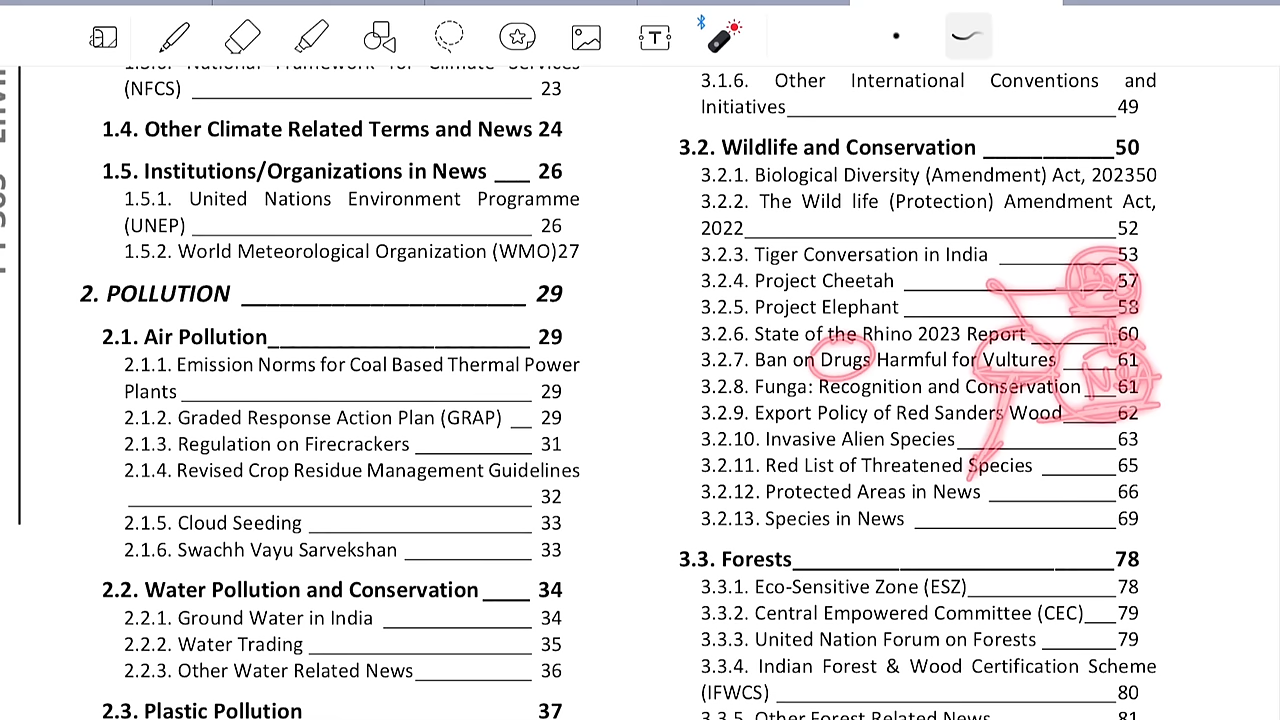 (NFCS) 23
1.4. Other Climate Related Terms and News 24
1.5. Institutions/Organizations in News 26
1.5.1. United Nations Environment Programme
(UNEP) 26
1.5.2. World Meteorological Organization (WMO)27
2. POLLUTION 29
2.1. Air Pollution 29
2.1.1. Emission Norms for Coal Based Thermal Power
Plants 29
2.1.2. Graded Response Action Plan (GRAP) 29
2.1.3. Regulation on Firecrackers 31
2.1.4. Revised Crop Residue Management Guidelines
32
2.1.5. Cloud Seeding 33
2.1.6. Swachh Vayu Sarvekshan 33
2.2. Water Pollution and Conservation 34
2.2.1. Ground Water in India 34
2.2.2. Water Trading 35
2.2.3. Other Water Related News 36
2.3. Plastic Pollution 37
3.1.6. Other International Conventions and
Initiatives 49
3.2. Wildlife and Conservation 50
3.2.1. Biological Diversity (Amendment) Act, 202350
3.2.2. The Wild life (Protection) Amendment Act,
2022 52
3.2.3. Tiger Conversation in India 53
3.2.4. Project Cheetah 57
3.2.5. Project Elephant 58
3.2.6. State of the Rhino 2023 Report 60
3.2.7. Ban on Drugs Harmful for Vultures 61
3.2.8. Funga: Recognition and Conservation 61
3.2.9. Export Policy of Red Sanders Wood 62
3.2.10. Invasive Alien Species 63
3.2.11. Red List of Threatened Species 65
3.2.12. Protected Areas in News 66
3.2.13. Species in News 69
3.3. Forests 78
3.3.1. Eco-Sensitive Zone (ESZ) 78
3.3.2. Central Empowered Committee (CEC) 79
3.3.3. United Nation Forum on Forests 79
3.3.4. Indian Forest & Wood Certification Scheme
(IFWCS) 80
3.3.5. Other Forest Related News 81